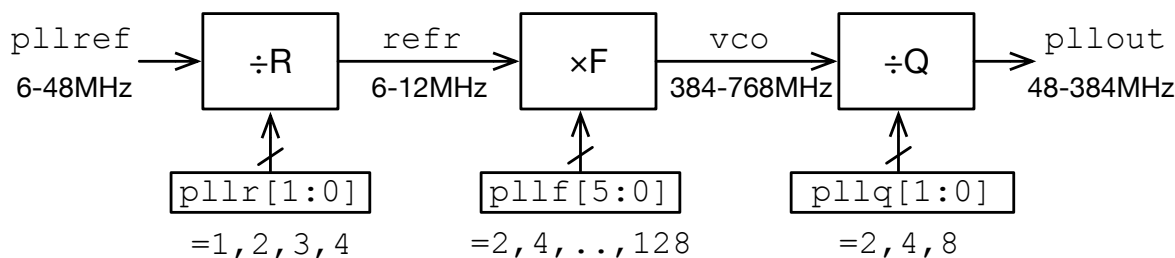 pllref ÷R refr ×F vco ÷Q pllout
6-48MHz 6-12MHz 384-768MHz 48-384MHz
pllr[1:0] pllf[5:0] pllq[1:0]
=1,2,3,4 =2,4,..,128 =2,4,8